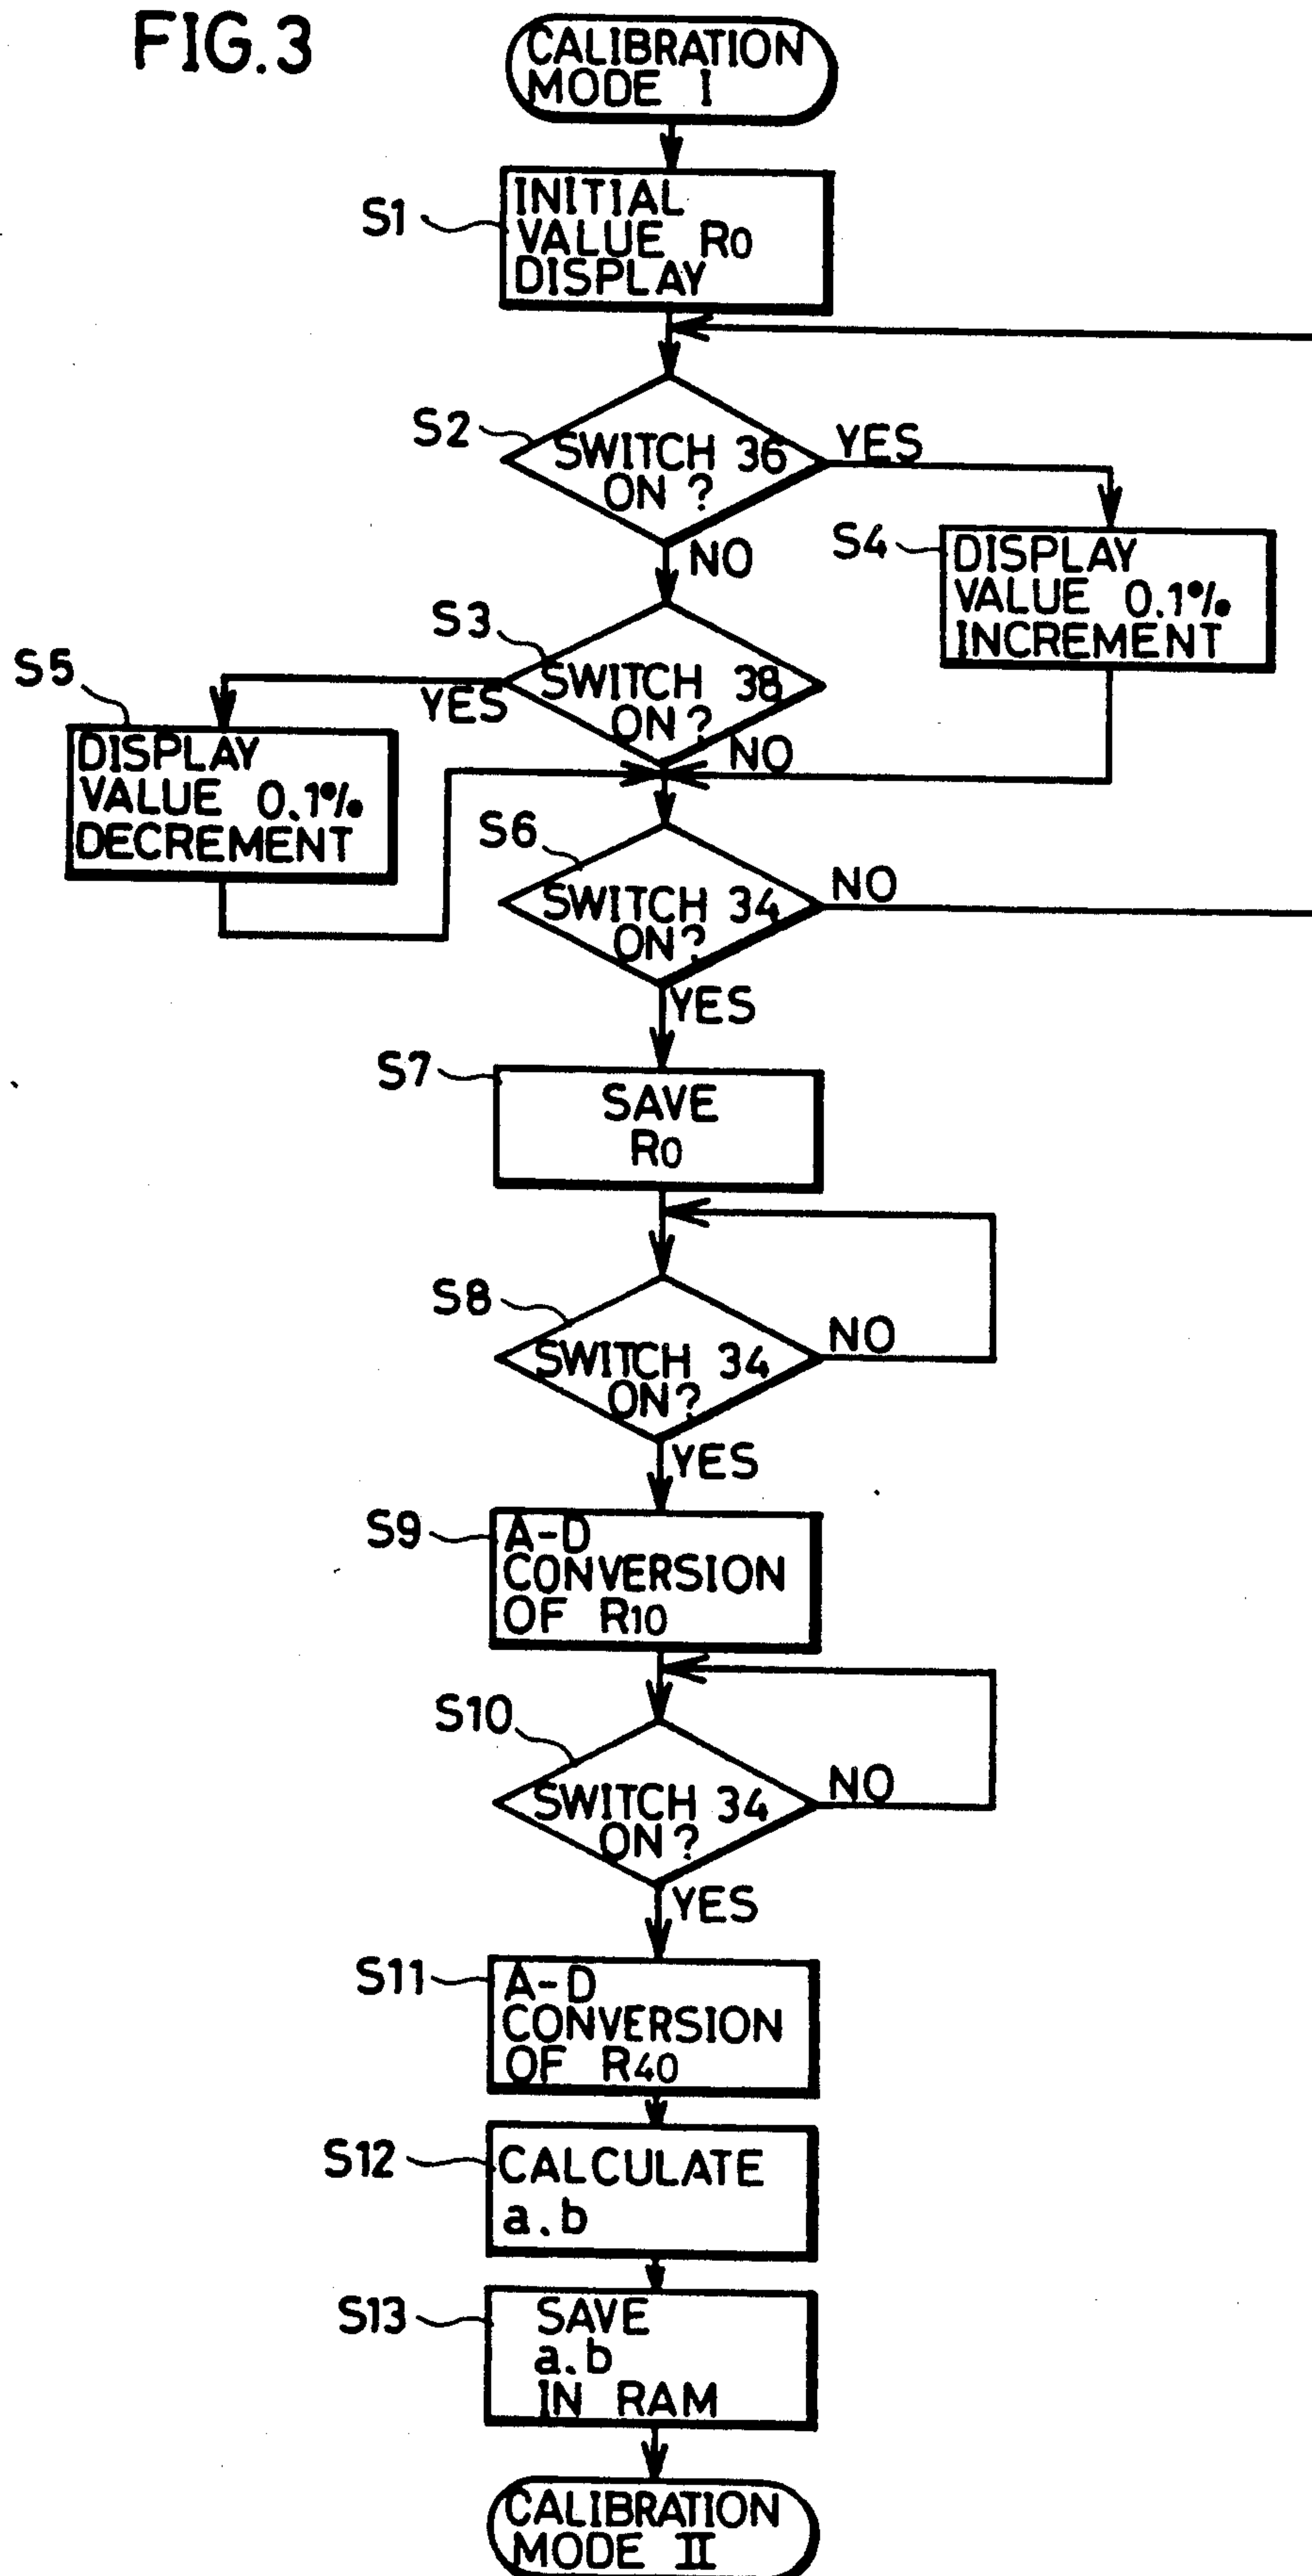 FIG.3
CALIBRATION
MODE I
S1
INITIAL
VALUE R0
DISPLAY
S2
SWITCH 36
ON ?
YES
NO
S4
DISPLAY
VALUE 0.1%
INCREMENT
S3
SWITCH 38
ON ?
YES
NO
S5
DISPLAY
VALUE 0.1%
DECREMENT
S6
SWITCH 34
ON?
NO
YES
S7
SAVE
R0
S8
SWITCH 34
ON?
NO
YES
S9
A-D
CONVERSION
OF R10
S10
SWITCH 34
ON?
NO
YES
S11
A-D
CONVERSION
OF R40
S12
CALCULATE
a.b
S13
SAVE
a.b
IN RAM
CALIBRATION
MODE II